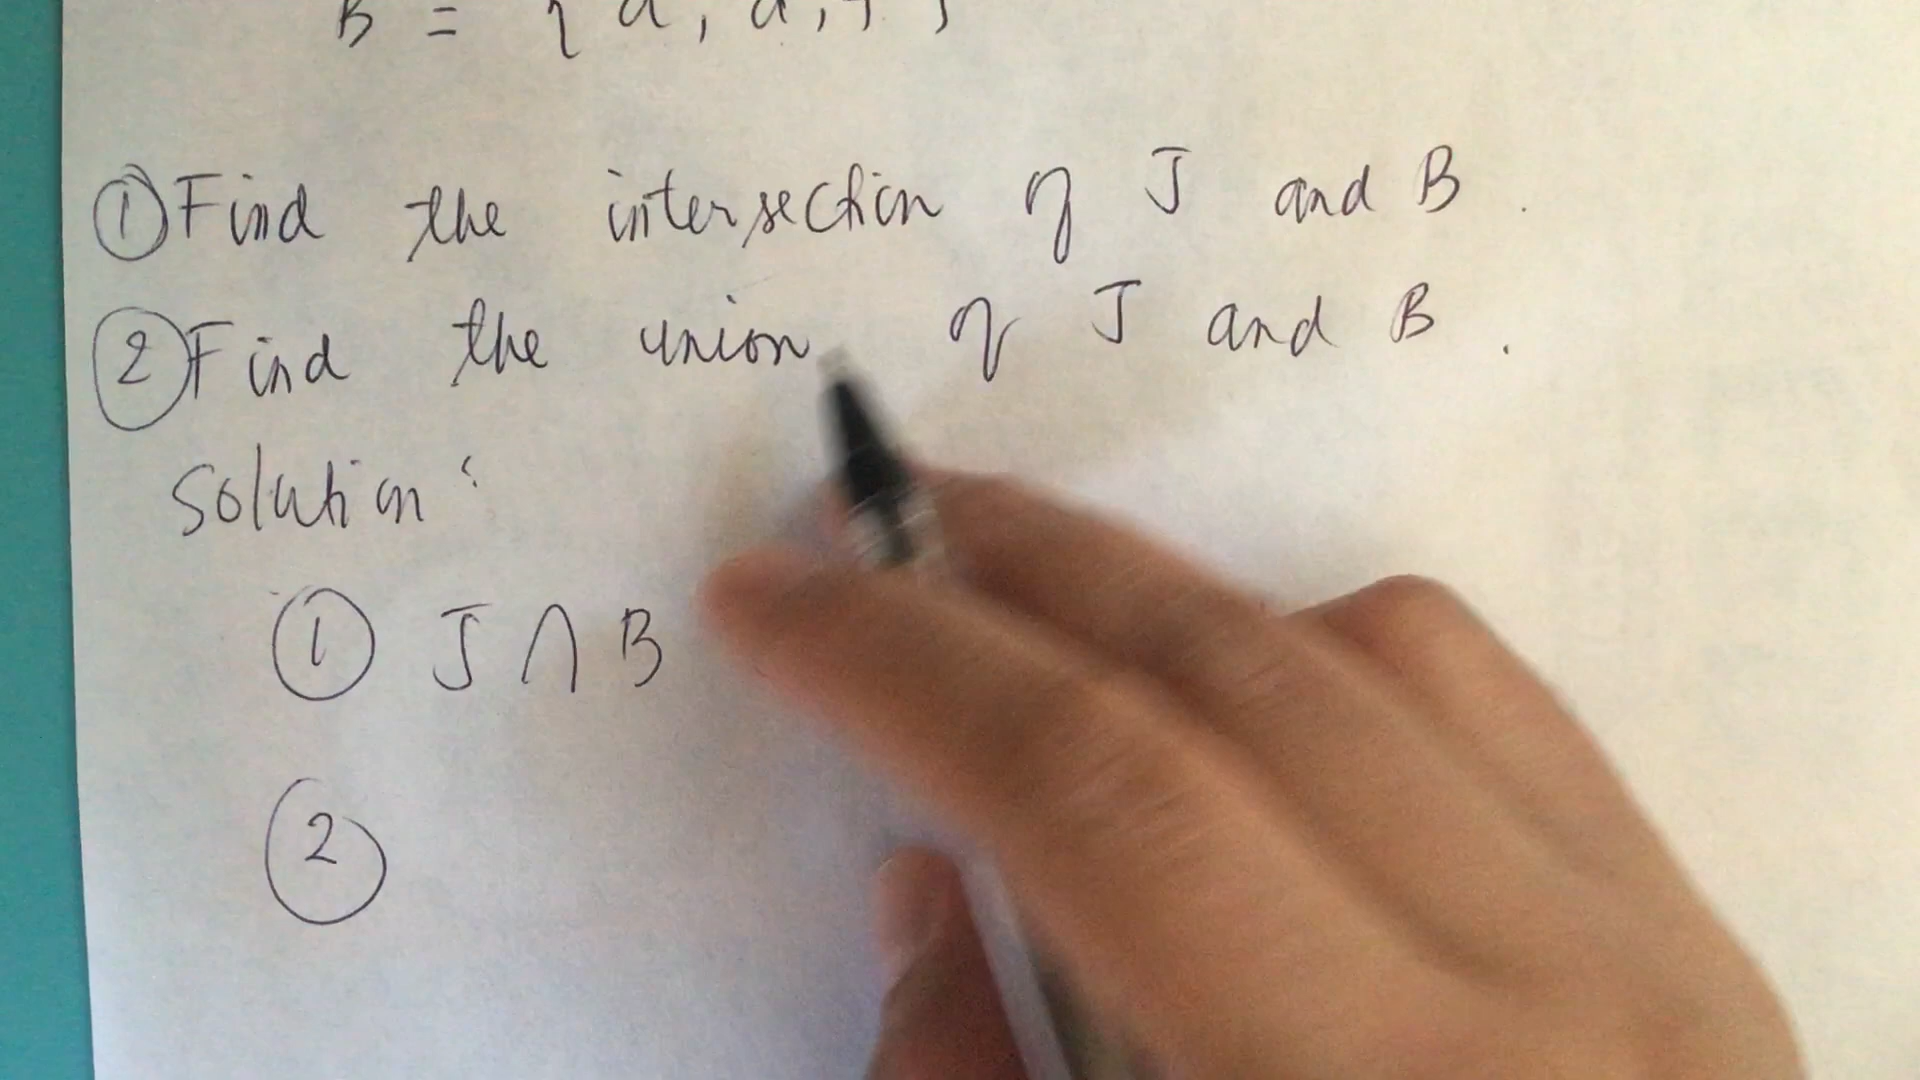 B = {
① Find the intersection of J and B.
② Find the union of J and B.
Solution:
① J ∩ B
②